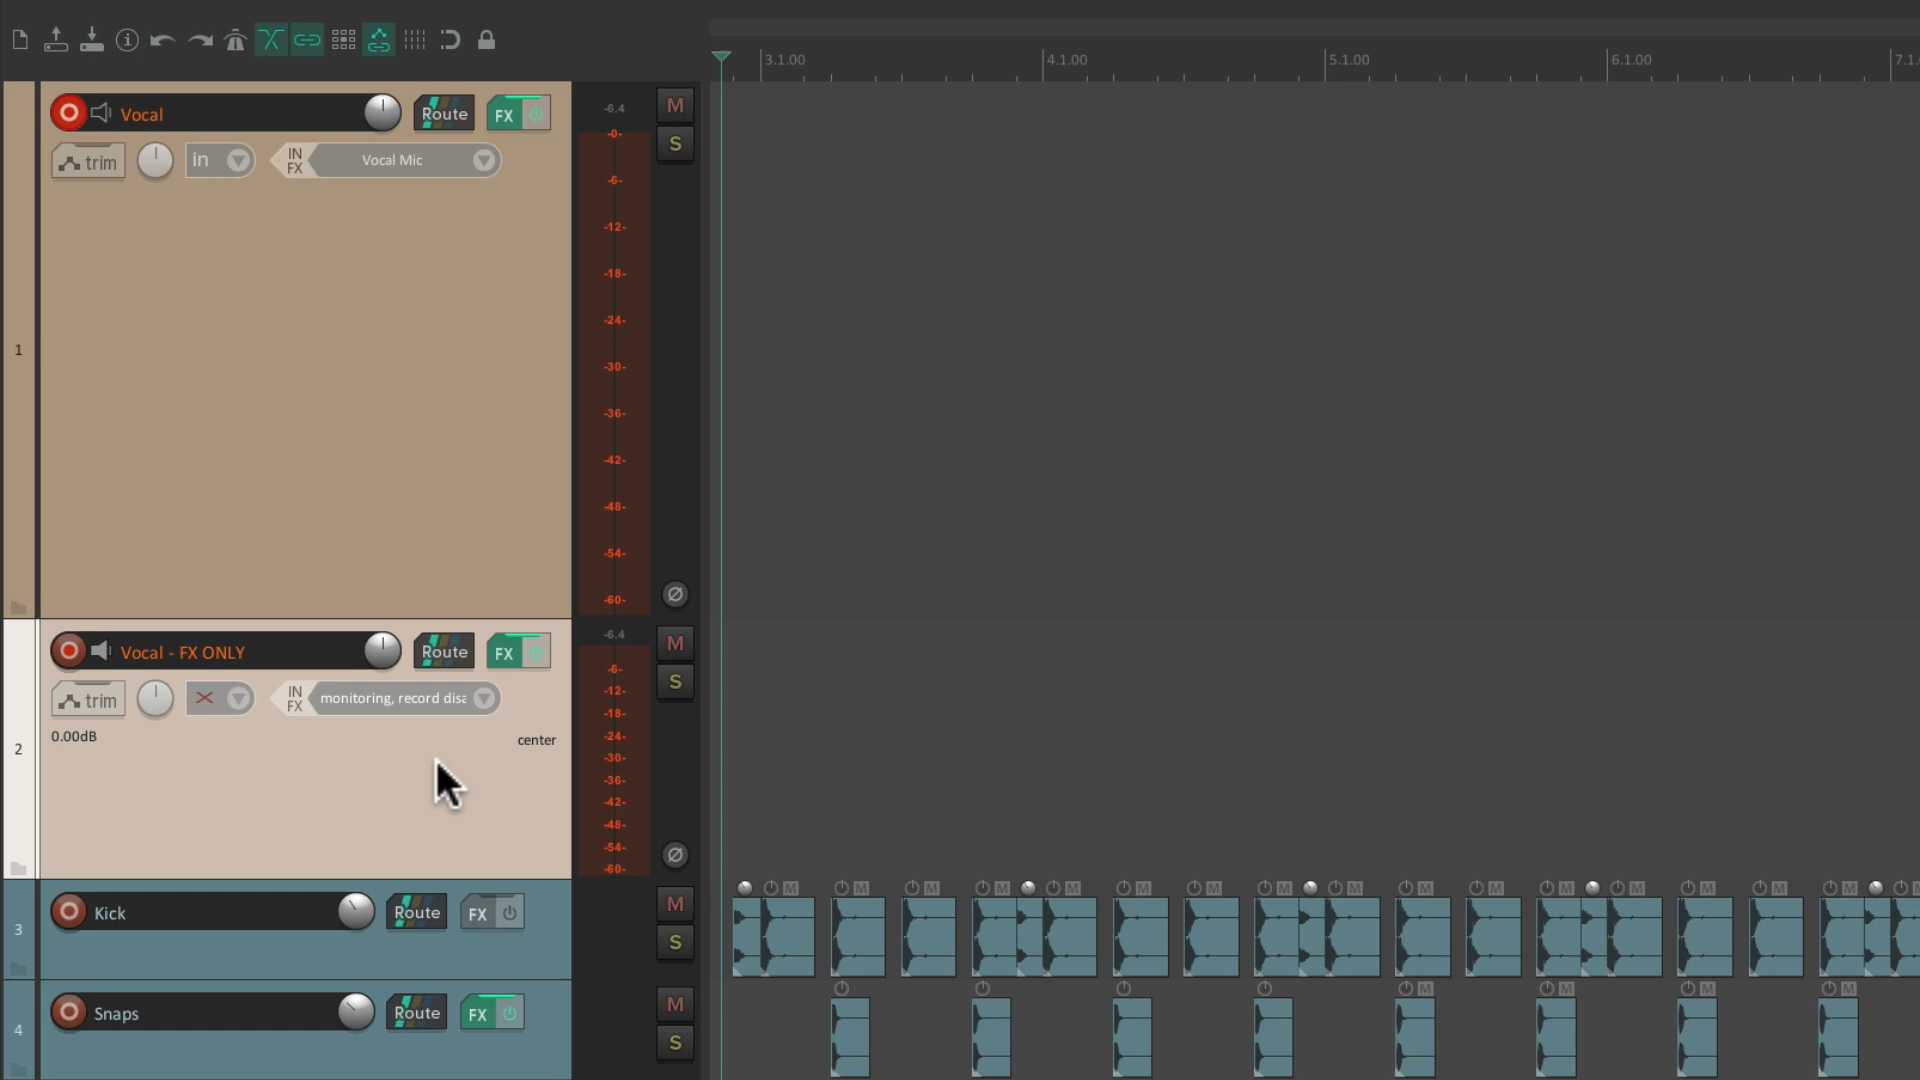 3.1.00
4.1.00
5.1.00
6.1.00
7.1.
1
Vocal
Route
FX
trim
in
IN
FX
Vocal Mic
-6.4
M
S
-0-
-6-
-12-
-18-
-24-
-30-
-36-
-42-
-48-
-54-
-60-
2
Vocal - FX ONLY
Route
FX
trim
IN
FX
monitoring, record disa
0.00dB
center
-6.4
M
S
-6-
-12-
-18-
-24-
-30-
-36-
-42-
-48-
-54-
-60-
3
Kick
Route
FX
M
S
M M M M M M M M M M M M M M M M
4
Snaps
Route
FX
M
S
M M M M